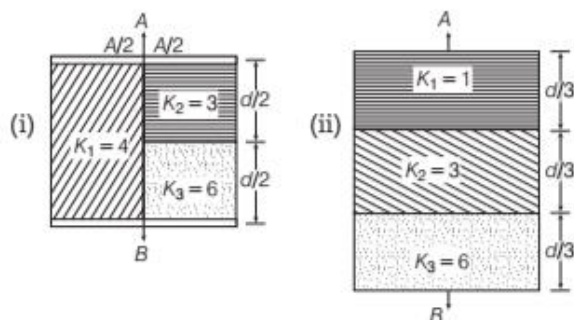 A
A/2 A/2
(i)
K₁ = 4
K₂ = 3
K₃ = 6
d/2
d/2
B
A
(ii)
K₁ = 1
K₂ = 3
K₃ = 6
d/3
d/3
d/3
B